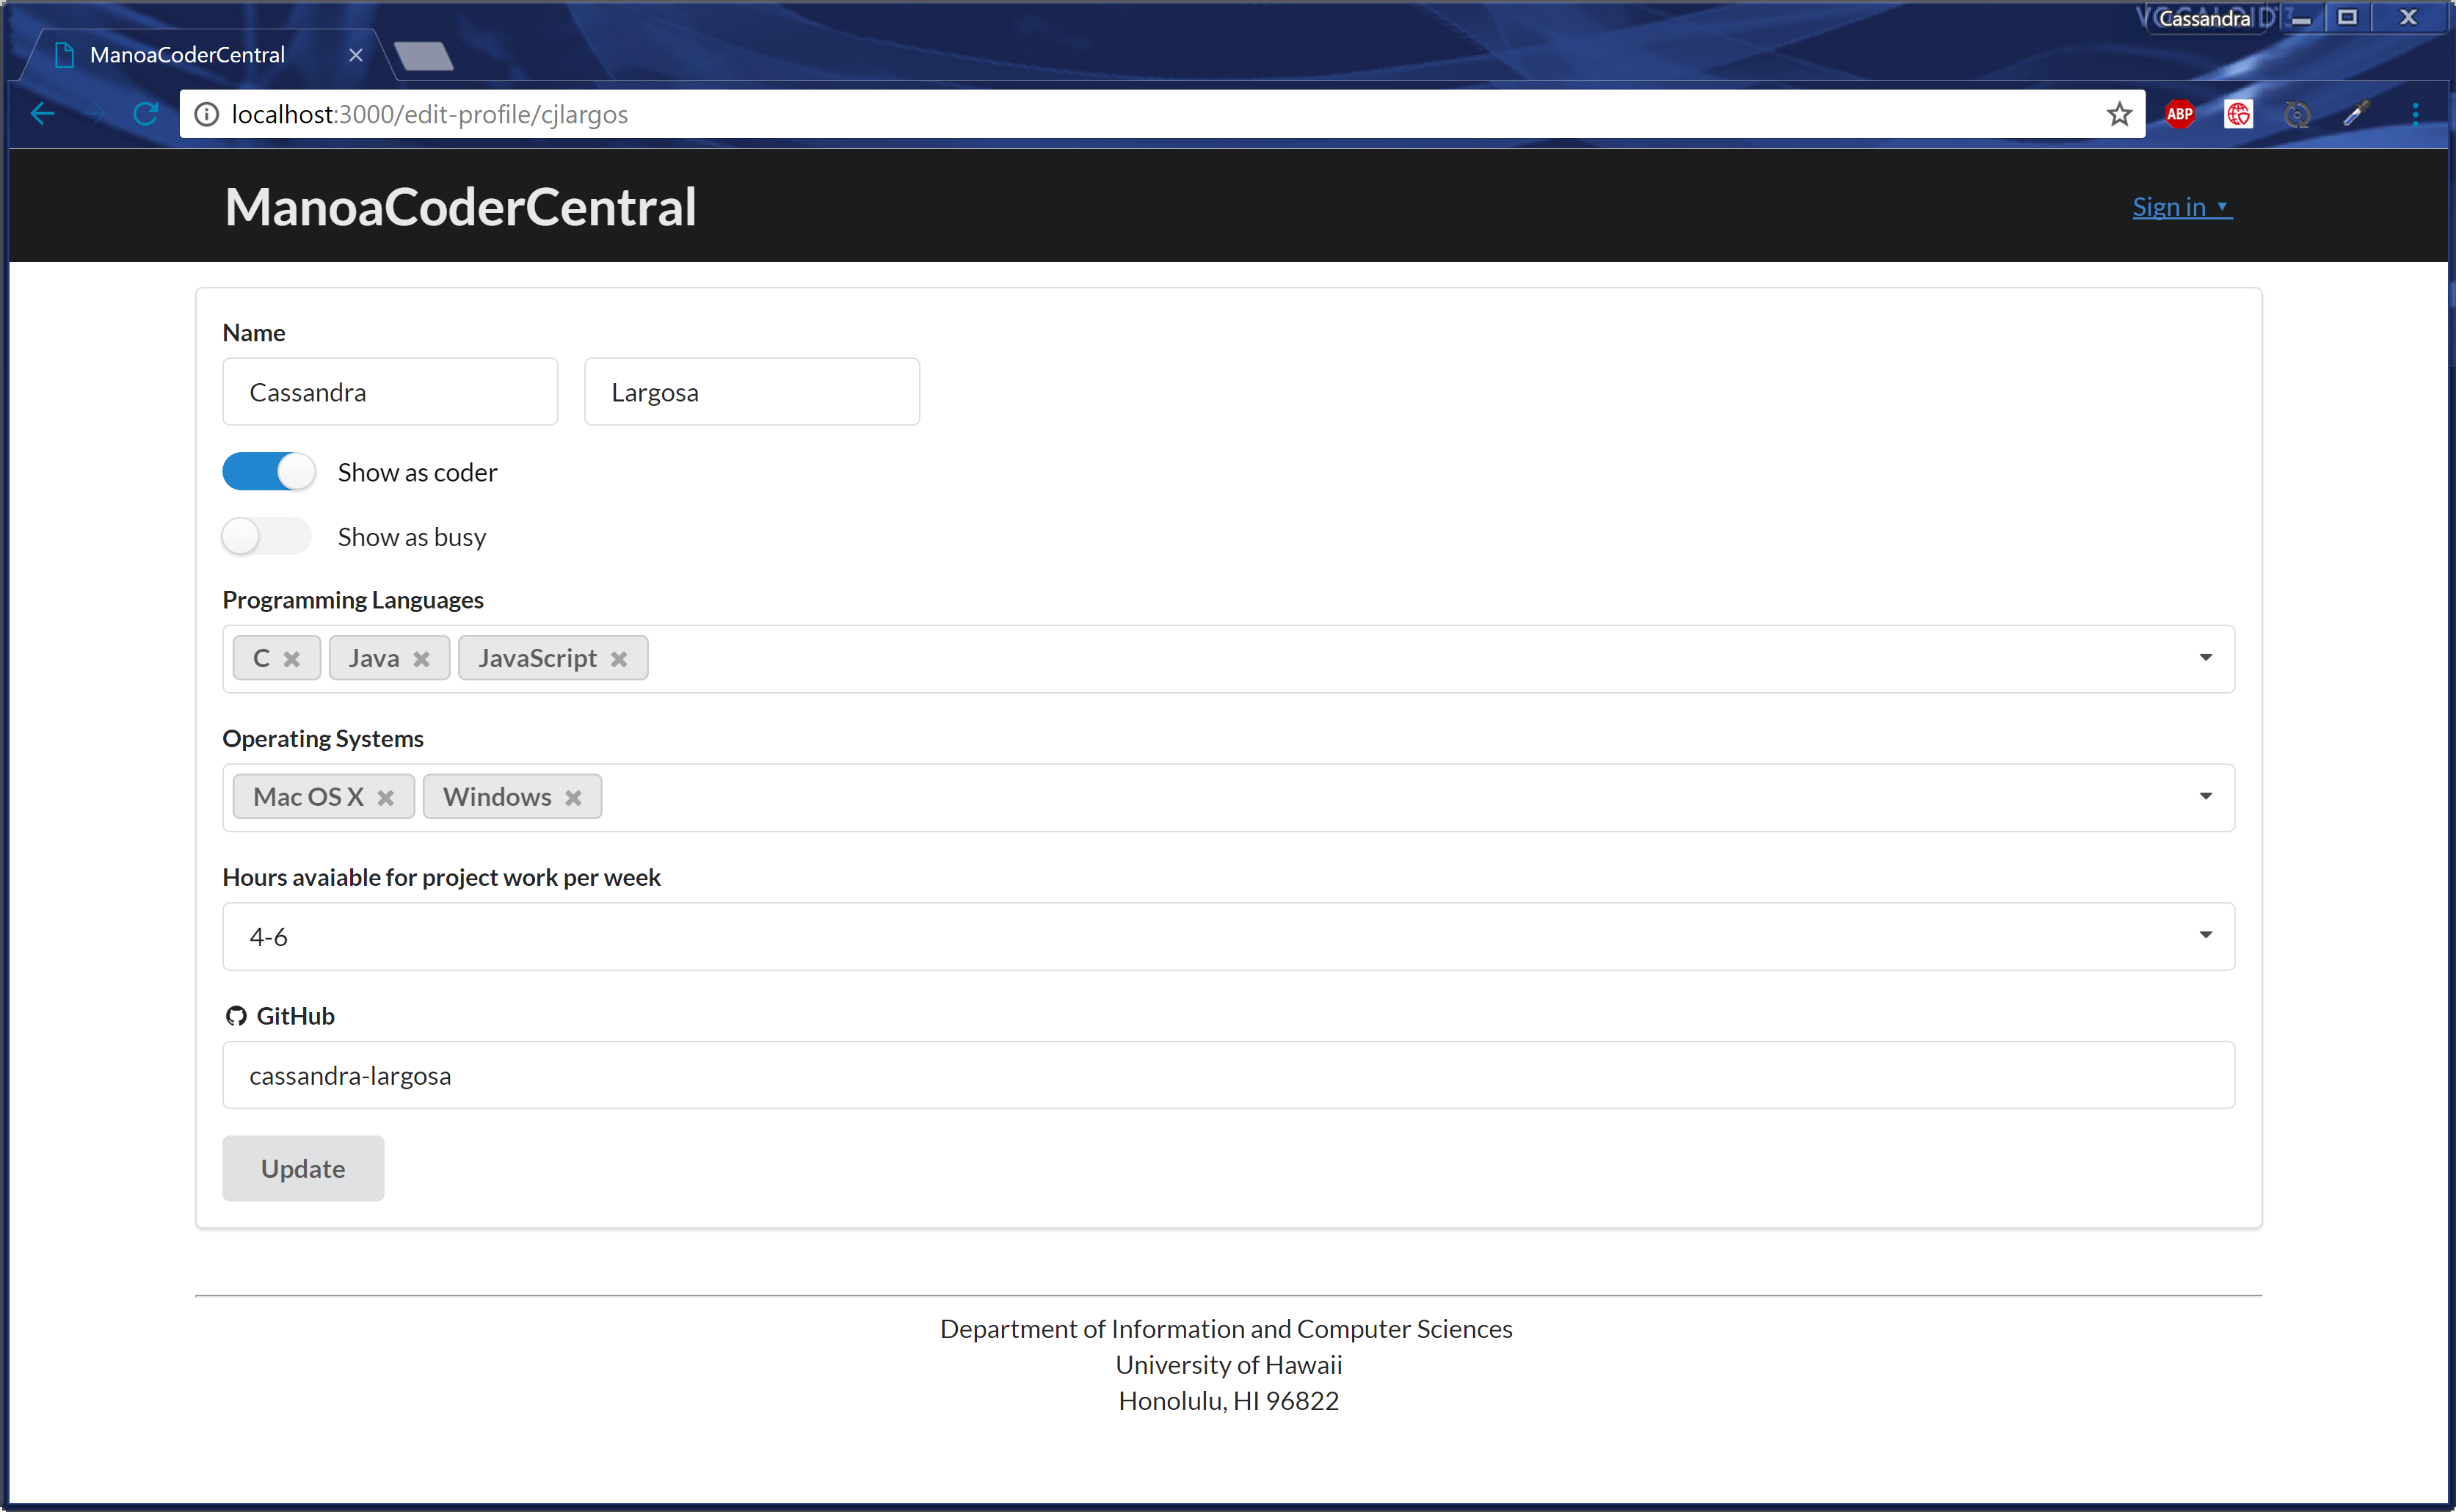 Cassandra
ManoaCoderCentral
localhost:3000/edit-profile/cjlargos
ABP
ManoaCoderCentral
Sign in
Name
Cassandra Largosa
Show as coder
Show as busy
Programming Languages
C Java JavaScript
Operating Systems
Mac OS X Windows
Hours avaiable for project work per week
4-6
GitHub
cassandra-largosa
Update
Department of Information and Computer Sciences
University of Hawaii
Honolulu, HI 96822